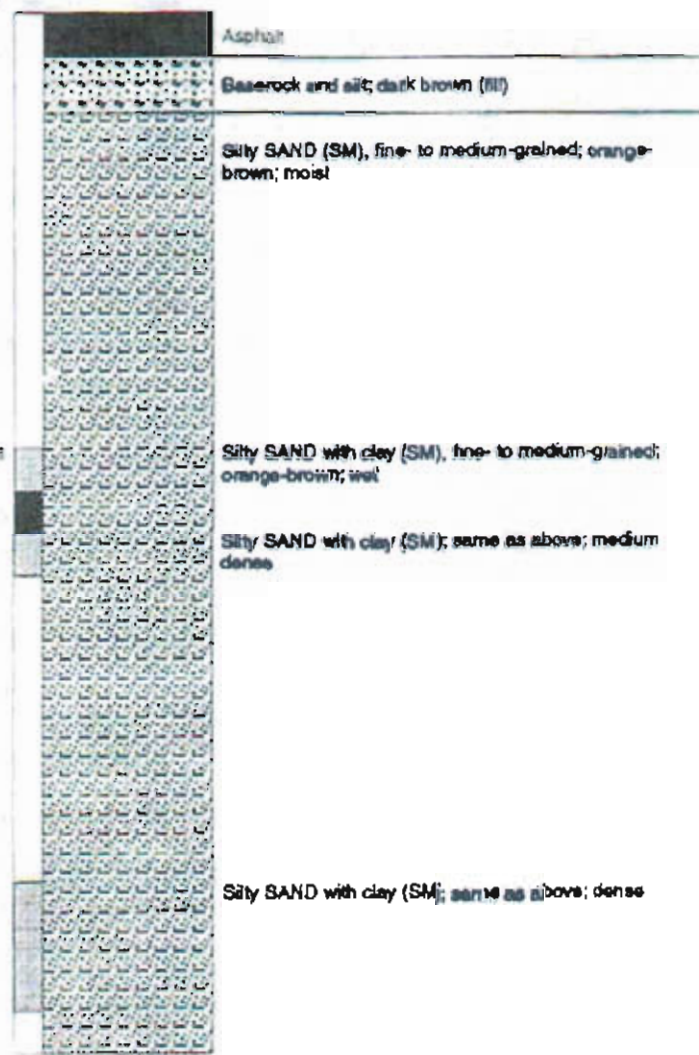 Asphalt
Baserock and silt; dark brown (fill)
Silty SAND (SM), fine- to medium-grained; orange-
brown; moist
Silty SAND with clay (SM), fine- to medium-grained;
orange-brown; wet
Silty SAND with clay (SM); same as above; medium
dense
Silty SAND with clay (SM); same as above; dense